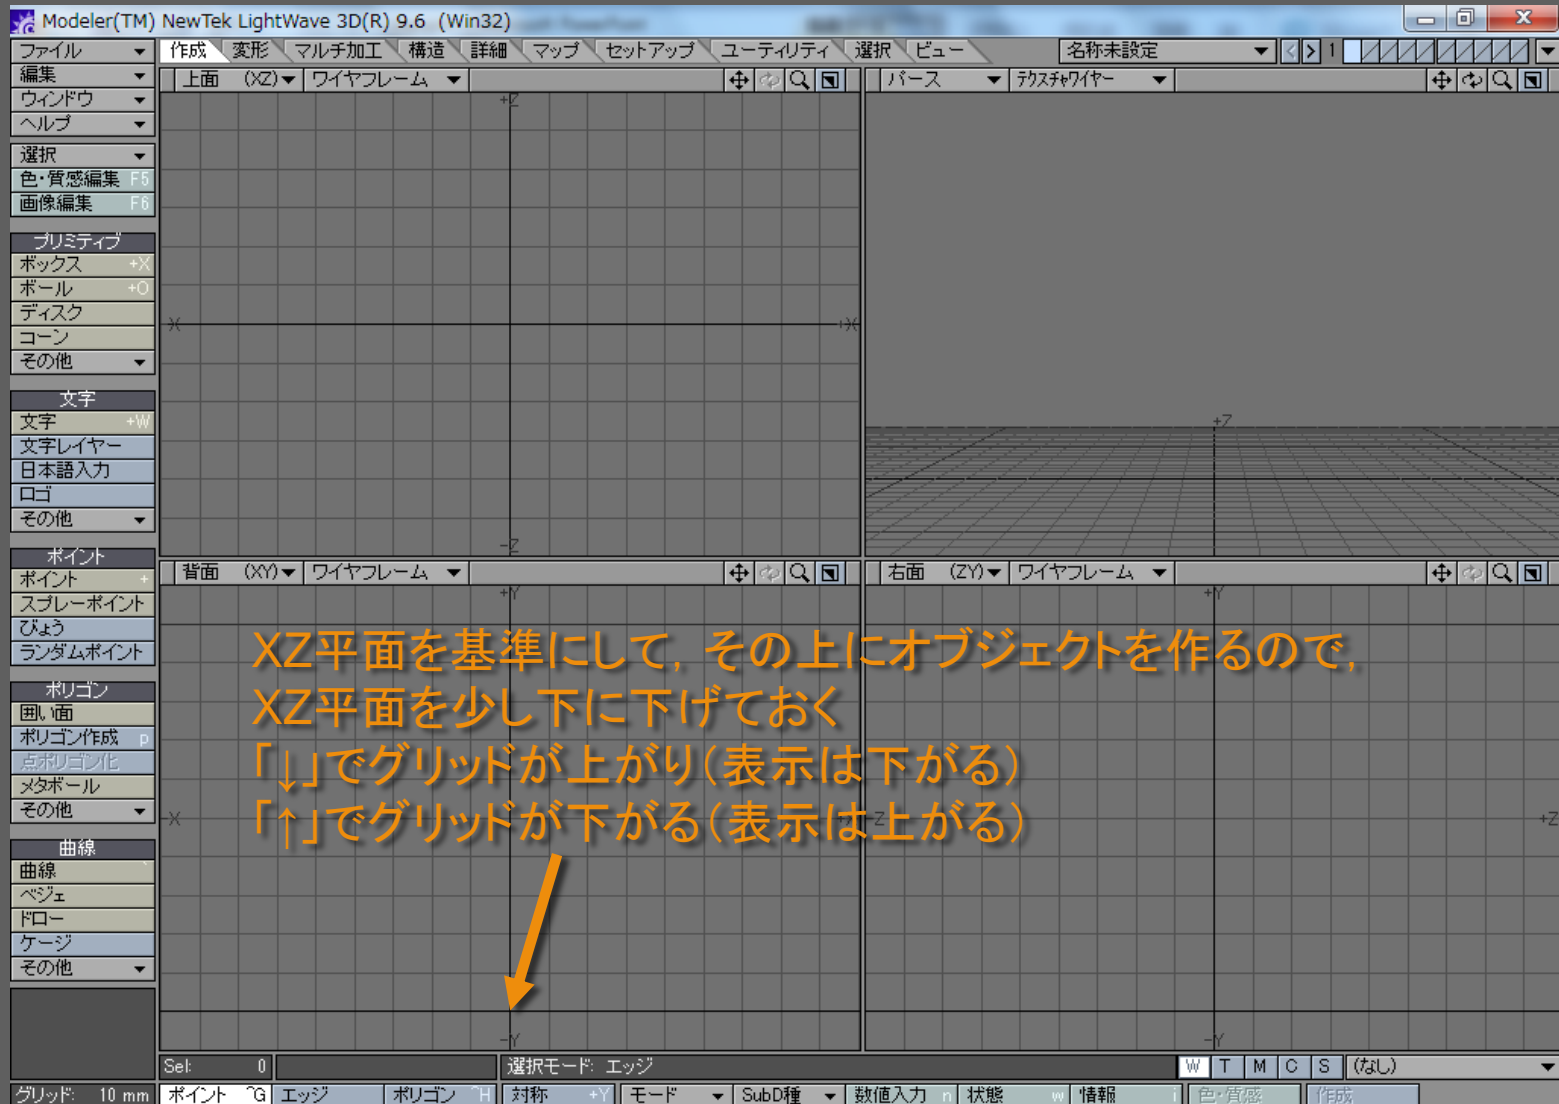 Modeler(TM) NewTek LightWave 3D(R) 9.6 (Win32)
ファイル
作成 変形 マルチ加工 構造 詳細 マップ セットアップ ユーティリティ 選択 ビュー
名称未設定
1
編集
上面 (XZ) ワイヤフレーム
パース テクスチャワイヤー
ウィンドウ
ヘルプ
選択
色・質感編集 F5
画像編集 F6
プリミティブ
ボックス +X
ボール +O
ディスク
コーン
その他
文字
文字 +W
文字レイヤー
日本語入力
ロゴ
その他
ポイント
ポイント +
スプレーポイント
びょう
ランダムポイント
ポリゴン
囲い面
ポリゴン作成 p
点ポリゴン化
メタボール
その他
曲線
曲線 `
ベジェ
ドロー
ケージ
その他
+Z
-X
+X
-Z
+Z
背面 (XY) ワイヤフレーム
右面 (ZY) ワイヤフレーム
+Y
+Y
XZ平面を基準にして，その上にオブジェクトを作るので，
XZ平面を少し下に下げておく
「↓」でグリッドが上がり（表示は下がる）
「↑」でグリッドが下がる（表示は上がる）
-X
-Z
+Z
-Y
-Y
Sel: 0
選択モード: エッジ
W T M C S (なし)
グリッド: 10 mm
ポイント ^G エッジ ポリゴン ^H 対称 +Y モード SubD種 数値入力 n 状態 w 情報 i 色・質感 作成